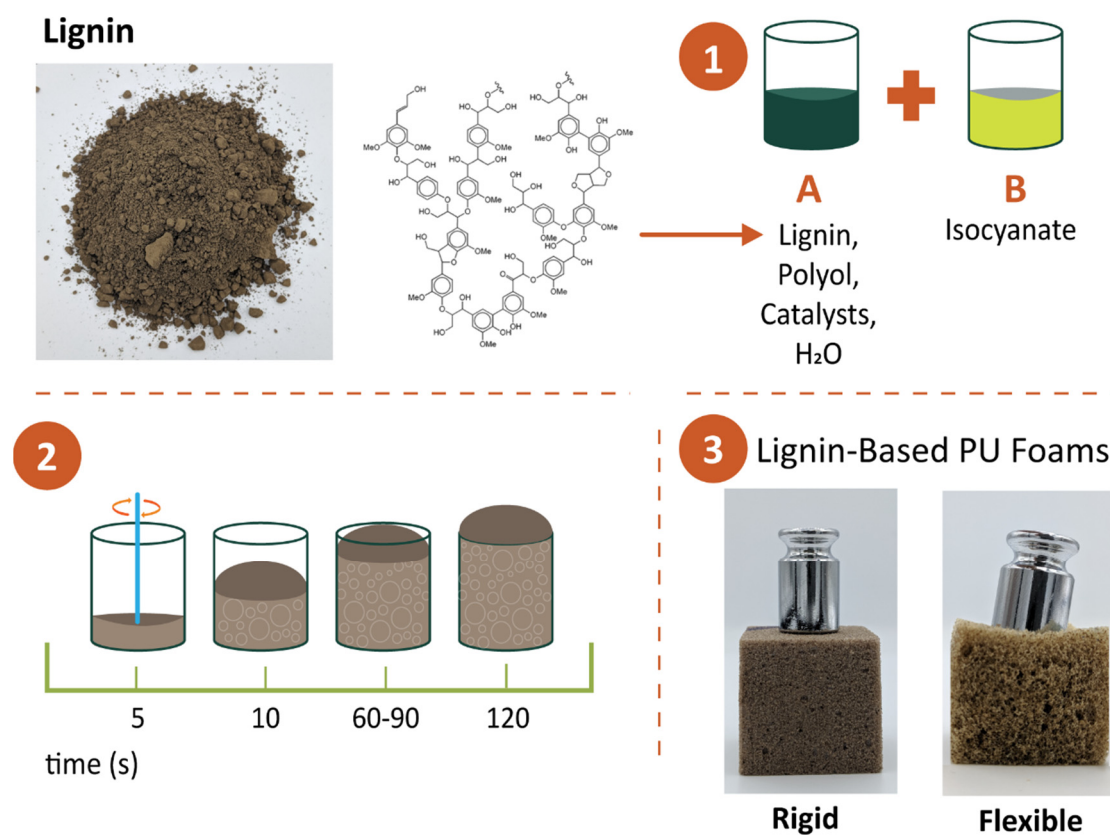 Lignin
1
A
B
Lignin,
Polyol,
Catalysts,
H₂O
Isocyanate
2
5
10
60-90
120
time (s)
3
Lignin-Based PU Foams
Rigid
Flexible